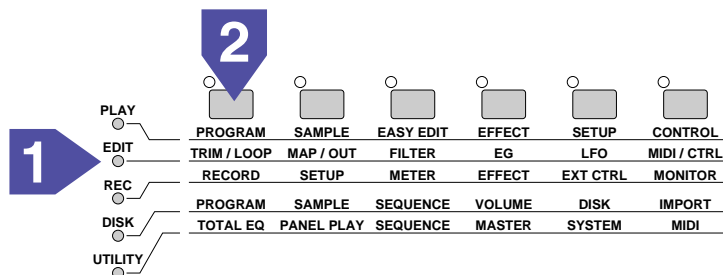 2
PLAY
PROGRAM SAMPLE EASY EDIT EFFECT SETUP CONTROL
1
EDIT
TRIM / LOOP MAP / OUT FILTER EG LFO MIDI / CTRL
REC
RECORD SETUP METER EFFECT EXT CTRL MONITOR
DISK
PROGRAM SAMPLE SEQUENCE VOLUME DISK IMPORT
UTILITY
TOTAL EQ PANEL PLAY SEQUENCE MASTER SYSTEM MIDI